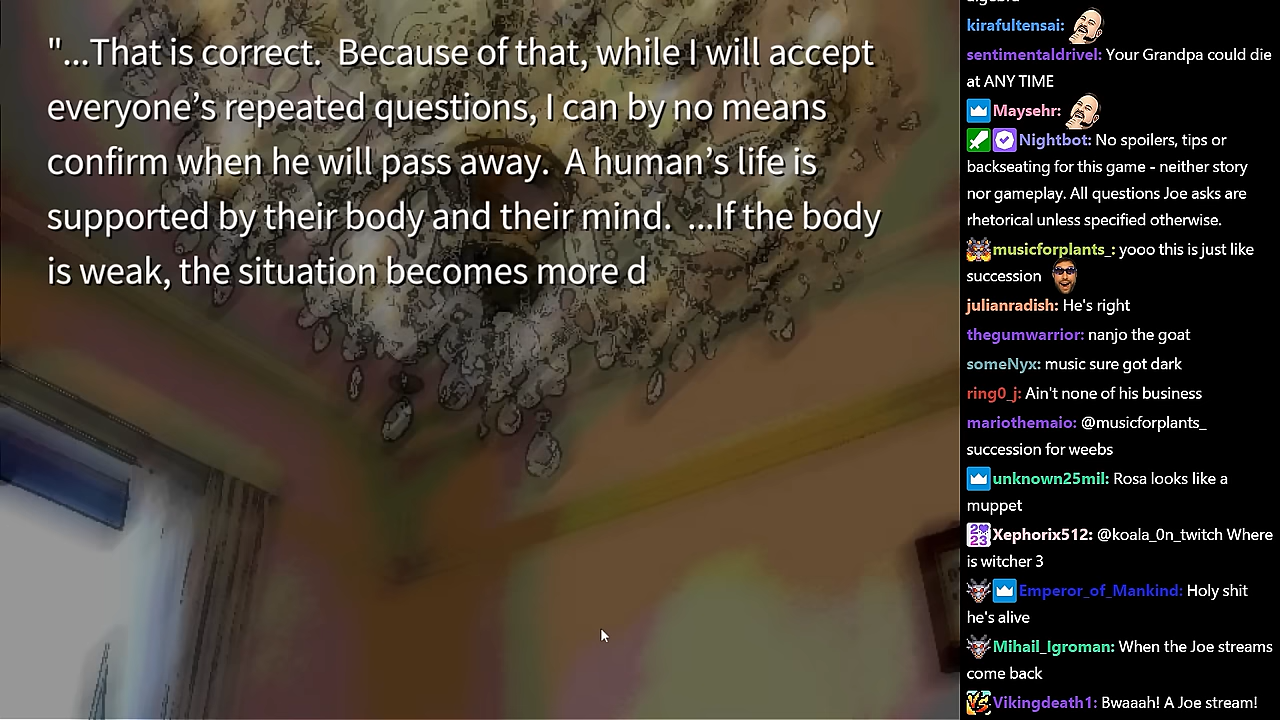 "...That is correct.  Because of that, while I will accept
everyone’s repeated questions, I can by no means
confirm when he will pass away.  A human’s life is
supported by their body and their mind.  ...If the body
is weak, the situation becomes more d
kirafultensai:
sentimentaldrivel: Your Grandpa could die
at ANY TIME
Maysehr:
Nightbot: No spoilers, tips or
backseating for this game - neither story
nor gameplay. All questions Joe asks are
rhetorical unless specified otherwise.
musicforplants_: yooo this is just like
succession
julianradish: He's right
thegumwarrior: nanjo the goat
someNyx: music sure got dark
ring0_j: Ain't none of his business
mariothemaio: @musicforplants_
succession for weebs
unknown25mil: Rosa looks like a
muppet
Xephorix512: @koala_0n_twitch Where
is witcher 3
Emperor_of_Mankind: Holy shit
he's alive
Mihail_Igroman: When the Joe streams
come back
Vikingdeath1: Bwaaah! A Joe stream!